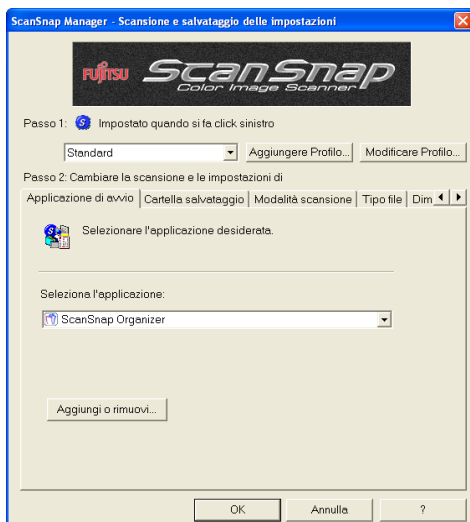 ScanSnap Manager - Scansione e salvataggio delle impostazioni
FUJITSU ScanSnap
Color Image Scanner
Passo 1: S Impostato quando si fa click sinistro
Standard Aggiungere Profilo... Modificare Profilo...
Passo 2: Cambiare la scansione e le impostazioni di
Applicazione di avvio Cartella salvataggio Modalità scansione Tipo file Dim
Selezionare l'applicazione desiderata.
Seleziona l'applicazione:
ScanSnap Organizer
Aggiungi o rimuovi...
OK Annulla ?